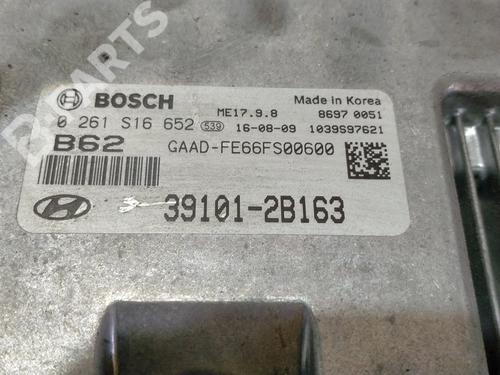 B-PARTS
BOSCH
ME17.9.8
Made in Korea
8697 0051
0 261 S16 652 539 16-08-09 1039S97621
B62
GAAD-FE66FS00600
39101-2B163